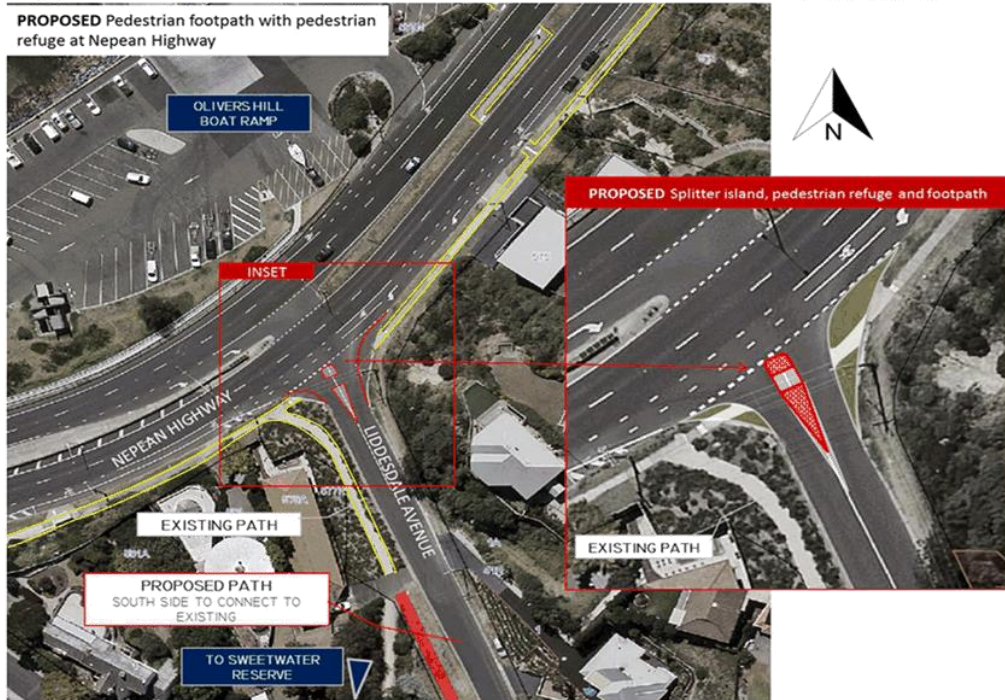 PROPOSED Pedestrian footpath with pedestrian
refuge at Nepean Highway
OLIVERS HILL
BOAT RAMP
N
PROPOSED Splitter island, pedestrian refuge and footpath
INSET
NEPEAN HIGHWAY
LIDDESDALE AVENUE
EXISTING PATH
EXISTING PATH
PROPOSED PATH
SOUTH SIDE TO CONNECT TO
EXISTING
TO SWEETWATER
RESERVE